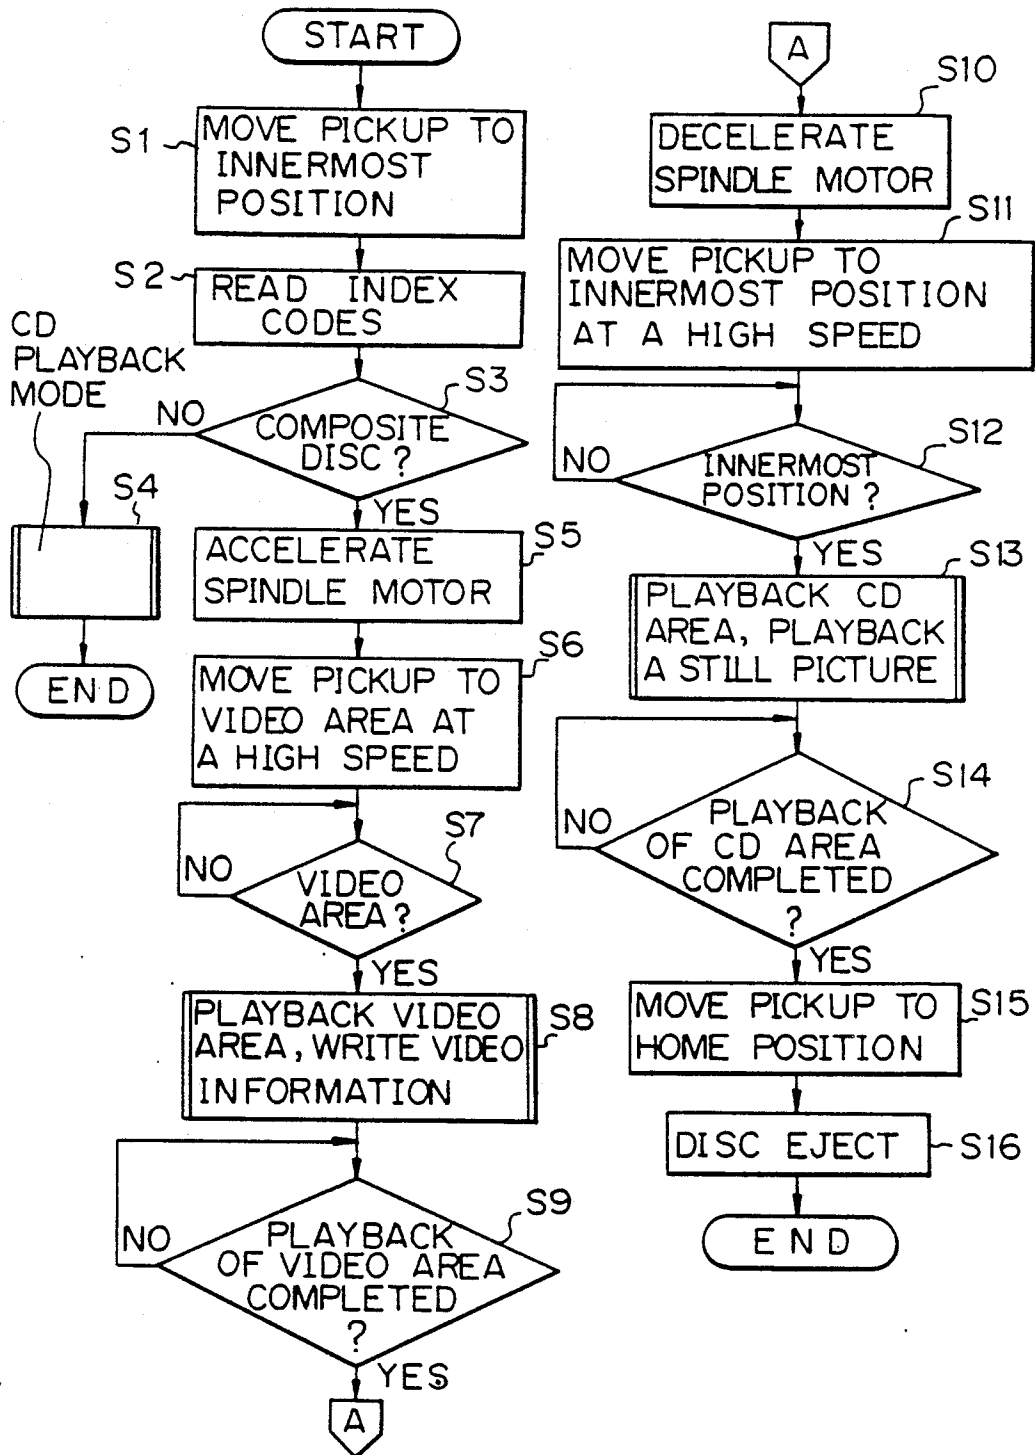 START
S1
MOVE PICKUP TO
INNERMOST
POSITION
S2
READ INDEX
CODES
CD
PLAYBACK
MODE
S3
NO
COMPOSITE
DISC?
YES
S4
END
S5
ACCELERATE
SPINDLE MOTOR
S6
MOVE PICKUP TO
VIDEO AREA AT
A HIGH SPEED
S7
NO
VIDEO
AREA?
YES
S8
PLAYBACK VIDEO
AREA, WRITE VIDEO
INFORMATION
S9
NO
PLAYBACK
OF VIDEO AREA
COMPLETED
?
YES
A
A
S10
DECELERATE
SPINDLE MOTOR
S11
MOVE PICKUP TO
INNERMOST POSITION
AT A HIGH SPEED
S12
NO
INNERMOST
POSITION?
YES
S13
PLAYBACK CD
AREA, PLAYBACK
A STILL PICTURE
S14
NO
PLAYBACK
OF CD AREA
COMPLETED
?
YES
MOVE PICKUP TO
HOME POSITION
S15
DISC EJECT
S16
END